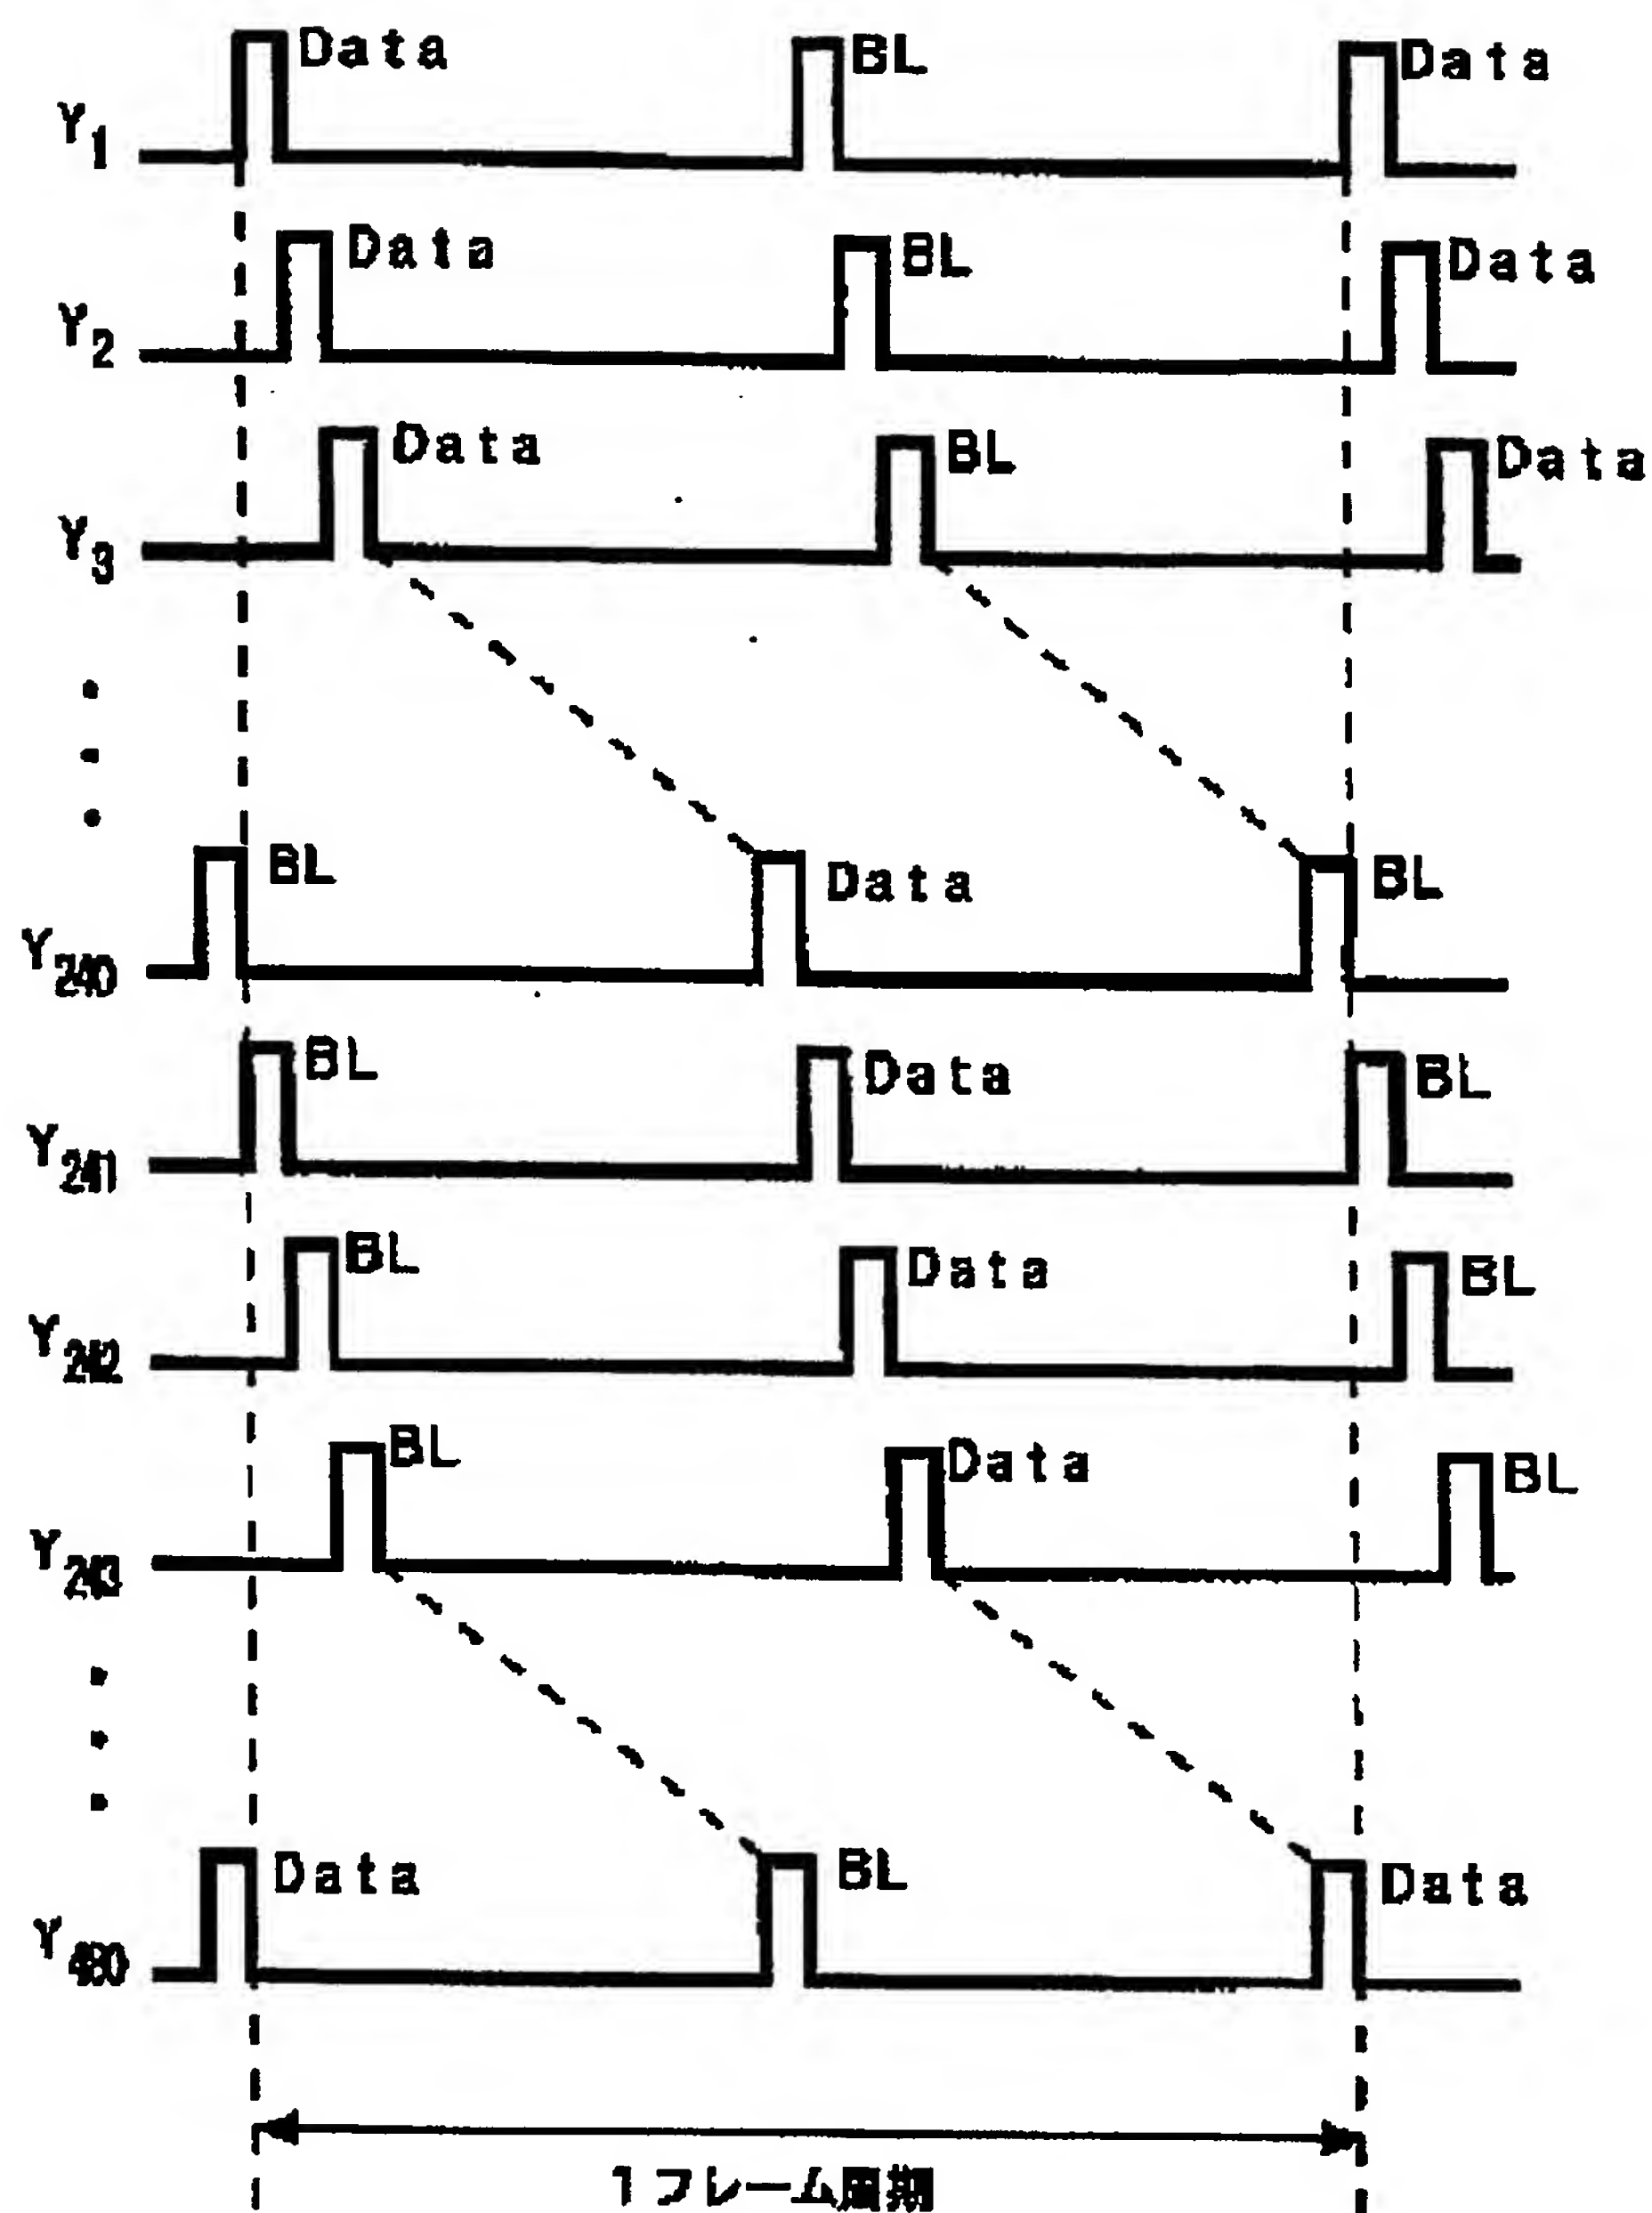 Data BL Data
Y1
Data BL Data
Y2
Data BL Data
Y3
BL Data BL
Y240
BL Data BL
Y241
BL Data BL
Y242
BL Data BL
Y243
Data BL Data
Y480
1フレーム周期